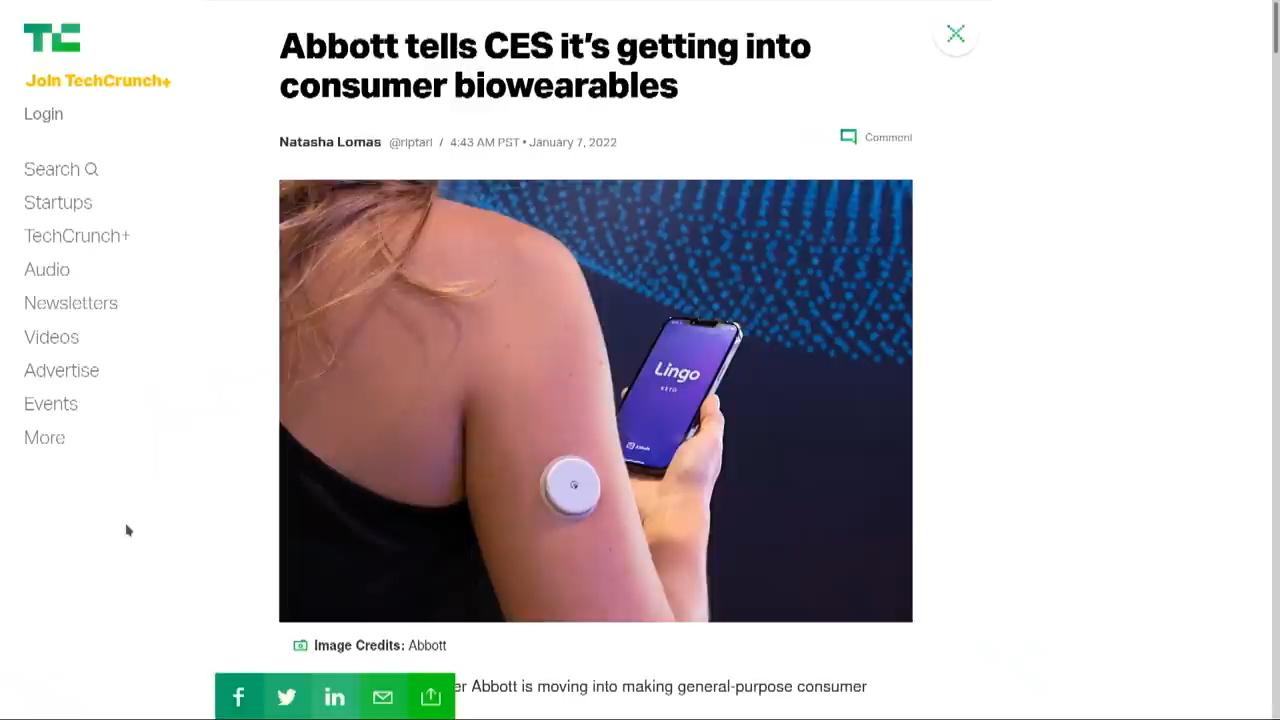 TC
Join TechCrunch+
Login
Search
Startups
TechCrunch+
Audio
Newsletters
Videos
Advertise
Events
More
Abbott tells CES it's getting into
consumer biowearables
Natasha Lomas @riptari / 4:43 AM PST • January 7, 2022
Comment
Lingo
KETO
Abbott
Image Credits: Abbott
er Abbott is moving into making general-purpose consumer